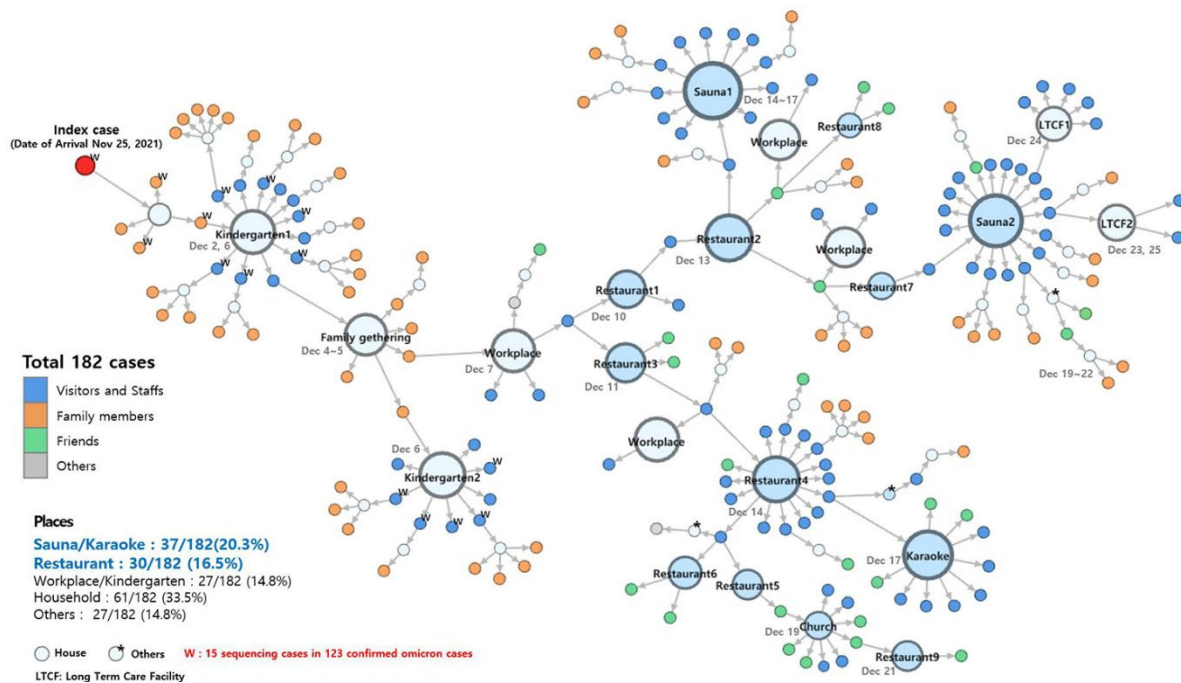 Index case
(Date of Arrival Nov 25, 2021)
W
W
W
W
W
W
W
W
W
W
W
Kindergarten1
Dec 2, 6
Family gethering
Dec 4~5
Workplace
Dec 7
Dec 6
Kindergarten2
W
W
W
W
W
Restaurant1
Dec 10
Restaurant3
Dec 11
Workplace
Restaurant2
Dec 13
Sauna1
Dec 14~17
Workplace
Restaurant8
Workplace
Restaurant7
Sauna2
LTCF1
Dec 24
LTCF2
Dec 23, 25
*
Dec 19~22
Restaurant4
Dec 14
*
Karaoke
Dec 17
*
Restaurant6
Restaurant5
Church
Dec 19
Restaurant9
Dec 21
Total 182 cases
Visitors and Staffs
Family members
Friends
Others
Places
Sauna/Karaoke : 37/182(20.3%)
Restaurant : 30/182 (16.5%)
Workplace/Kindergarten : 27/182 (14.8%)
Household : 61/182 (33.5%)
Others : 27/182 (14.8%)
House * Others W : 15 sequencing cases in 123 confirmed omicron cases
LTCF: Long Term Care Facility